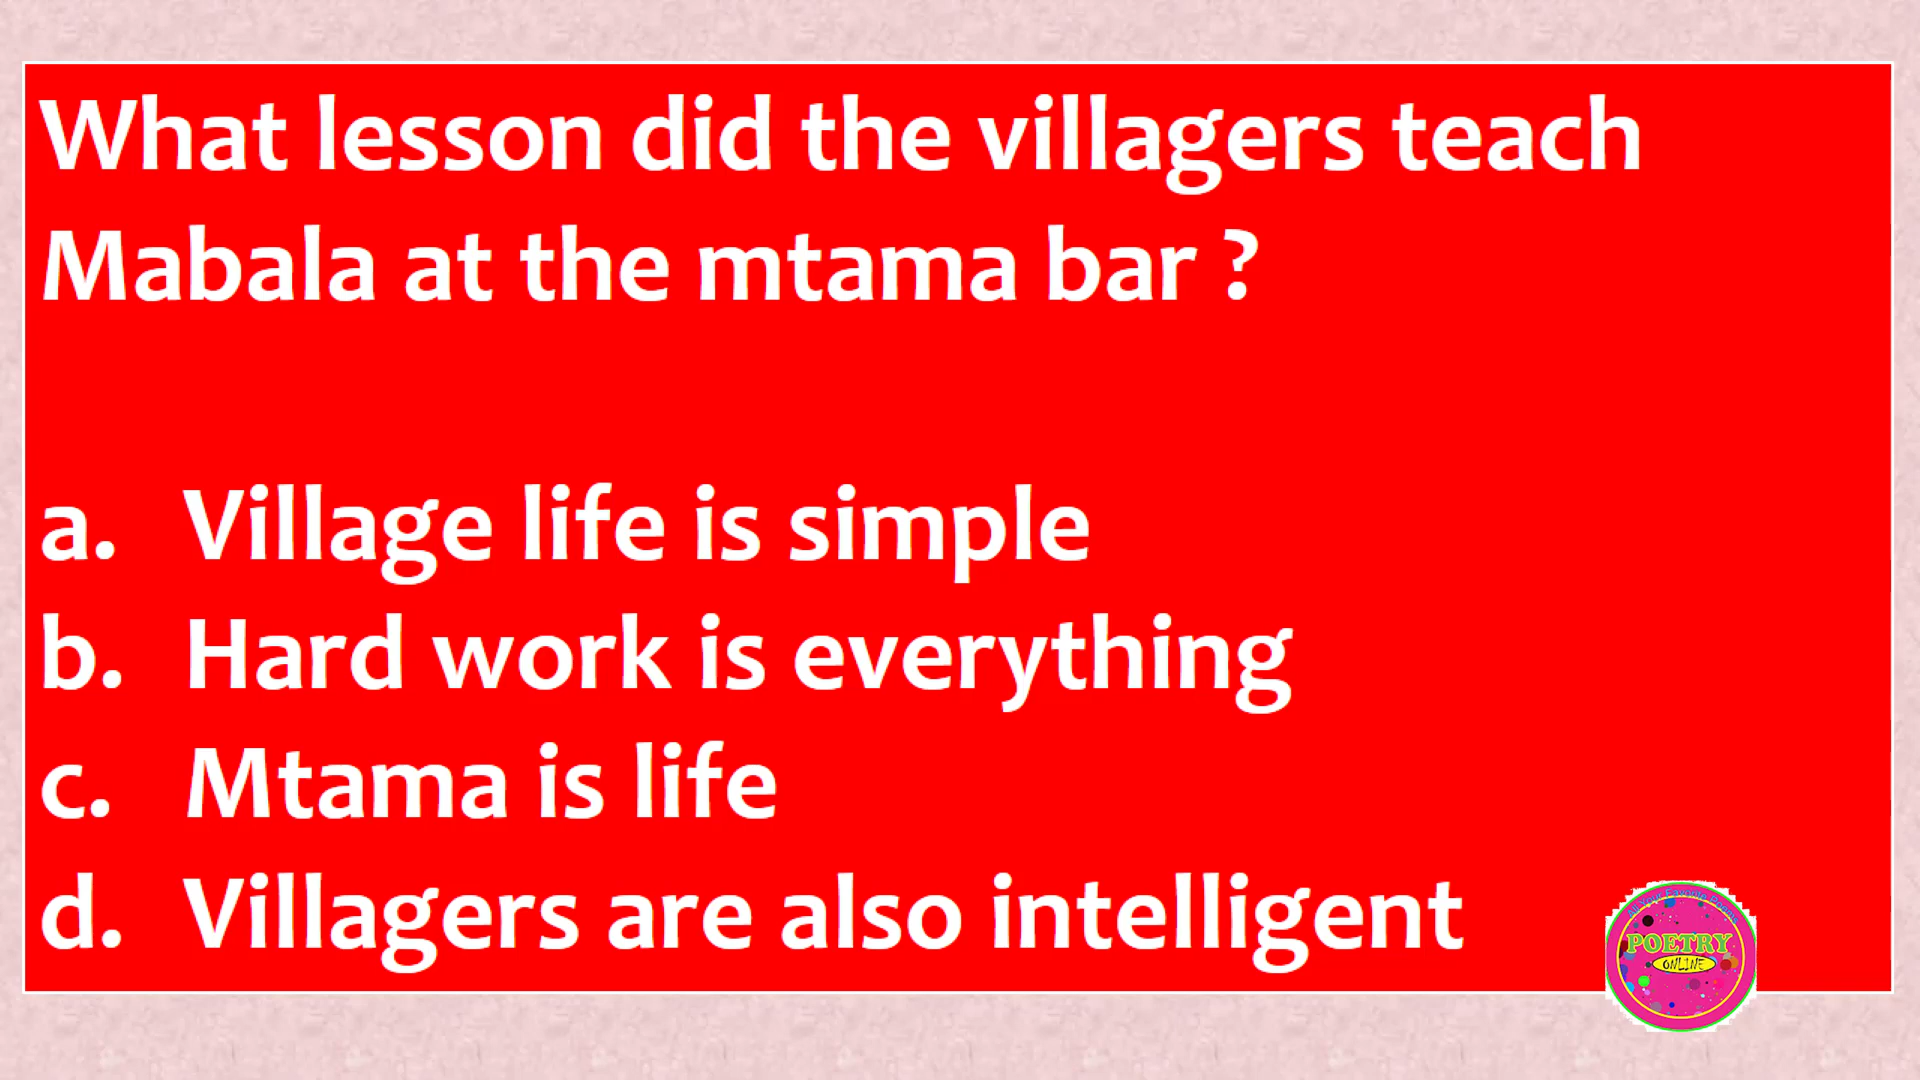 What lesson did the villagers teach
Mabala at the mtama bar ?
a. Village life is simple
b. Hard work is everything
c. Mtama is life
d. Villagers are also intelligent
POETRY
ONLINE